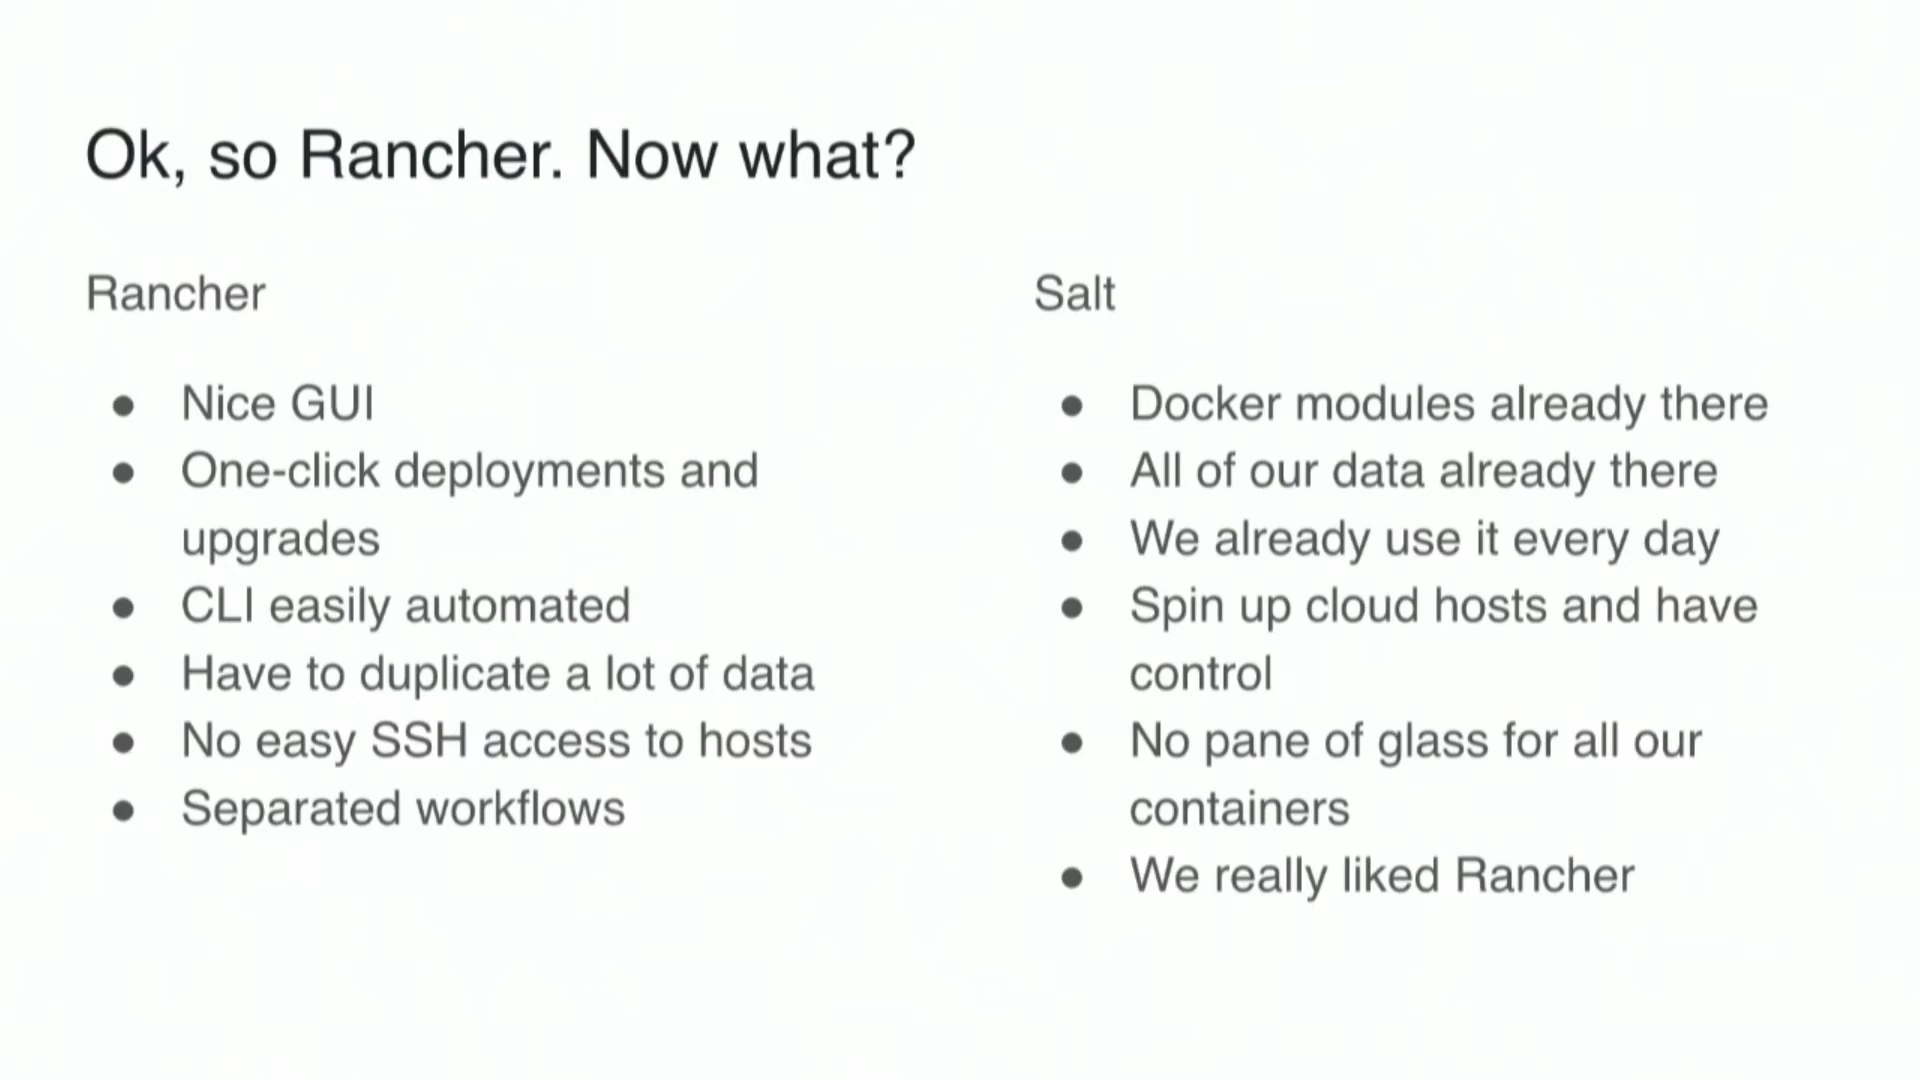 Ok, so Rancher. Now what?
Rancher
● Nice GUI
● One-click deployments and
upgrades
● CLI easily automated
● Have to duplicate a lot of data
● No easy SSH access to hosts
● Separated workflows
Salt
● Docker modules already there
● All of our data already there
● We already use it every day
● Spin up cloud hosts and have
control
● No pane of glass for all our
containers
● We really liked Rancher